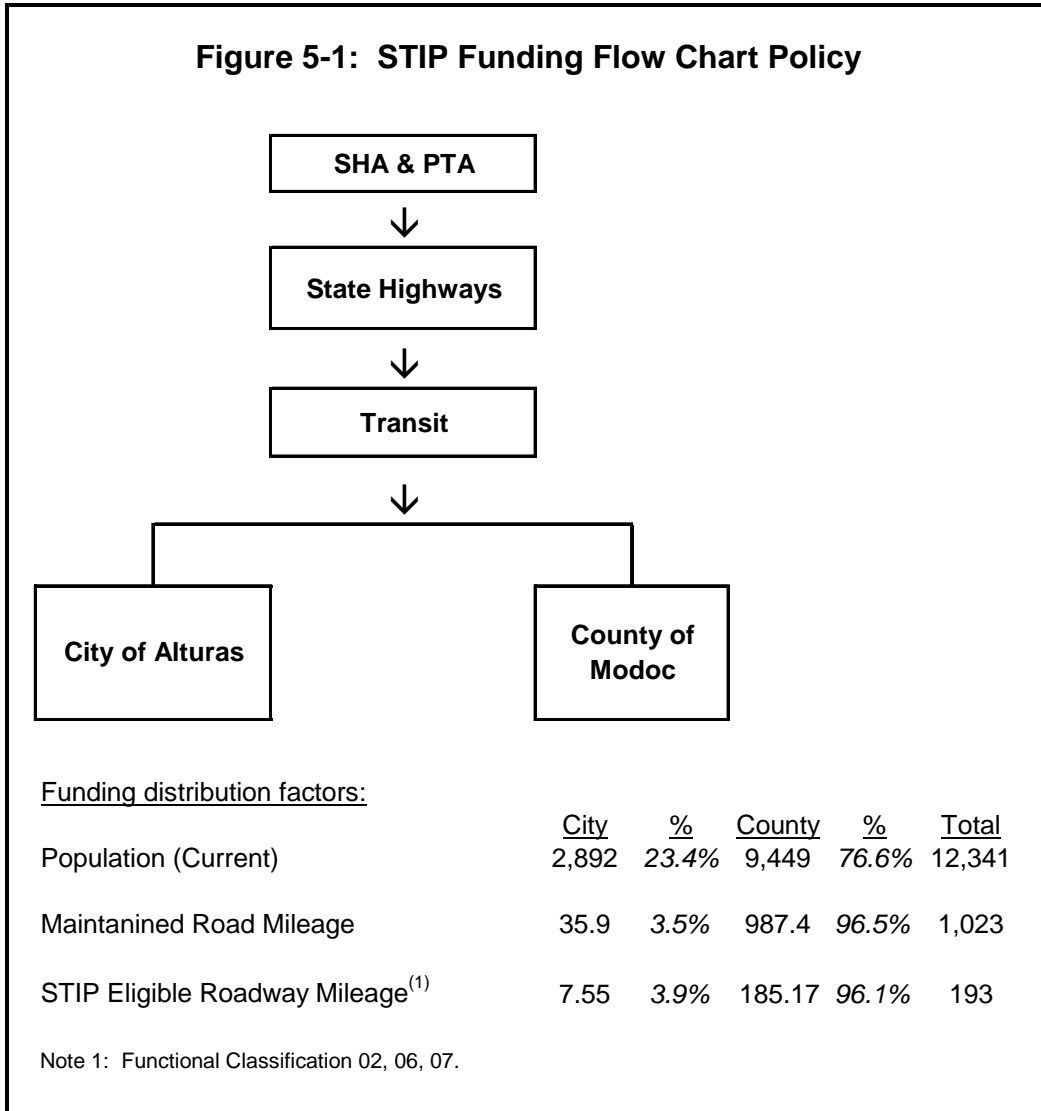 Figure 5-1: STIP Funding Flow Chart Policy
SHA & PTA
State Highways
Transit
City of Alturas
County of
Modoc
Funding distribution factors:
City % County % Total
Population (Current) 2,892 23.4% 9,449 76.6% 12,341
Maintanined Road Mileage 35.9 3.5% 987.4 96.5% 1,023
STIP Eligible Roadway Mileage(1) 7.55 3.9% 185.17 96.1% 193
Note 1: Functional Classification 02, 06, 07.